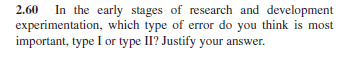 2.60 In the early stages of research and development
experimentation, which type of error do you think is most
important, type I or type II? Justify your answer.